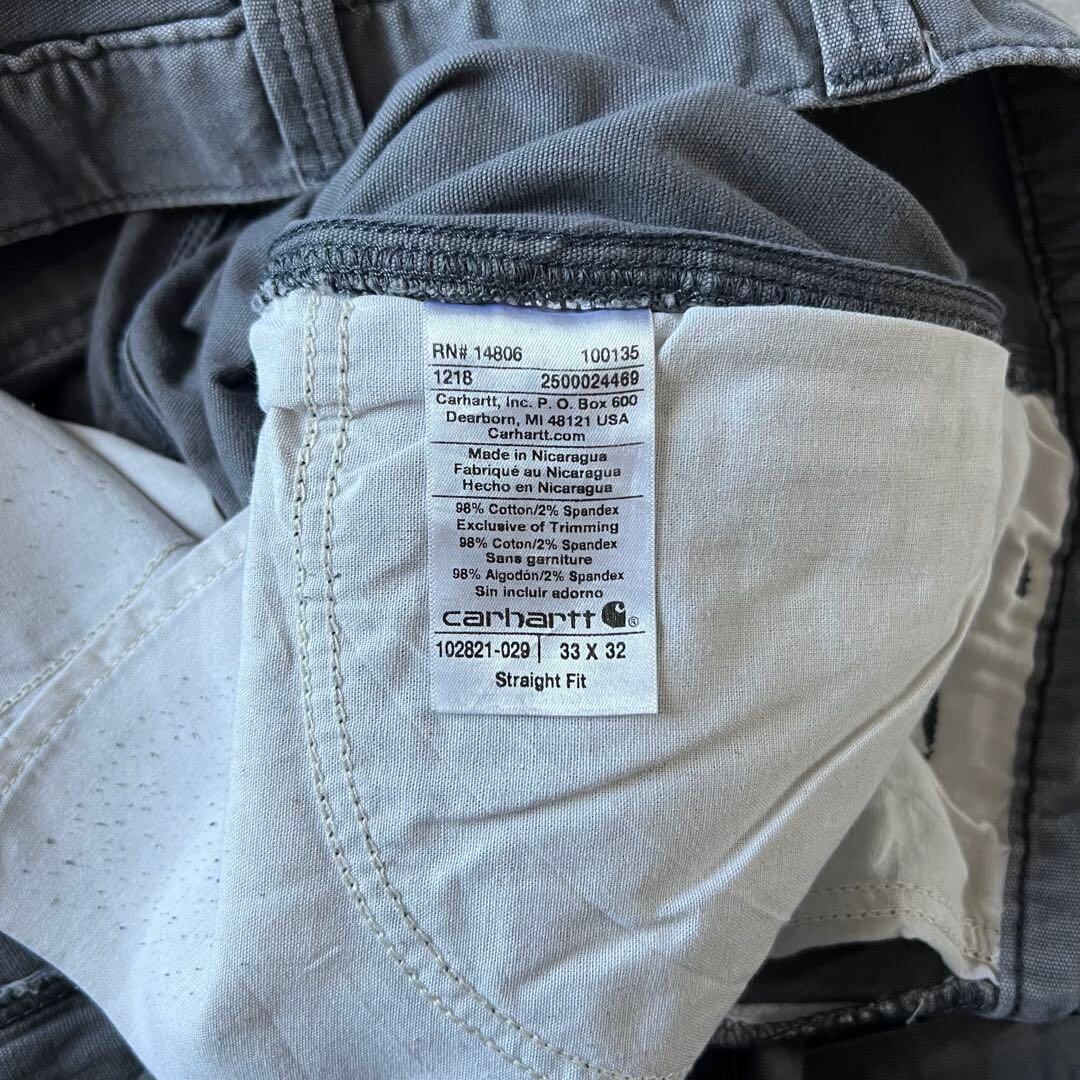 RN# 14806 100135
1218 2500024469
Carhartt, Inc. P. O. Box 600
Dearborn, MI 48121 USA
Carhartt.com
Made in Nicaragua
Fabriqué au Nicaragua
Hecho en Nicaragua
98% Cotton/2% Spandex
Exclusive of Trimming
98% Coton/2% Spandex
Sans garniture
98% Algodón/2% Spandex
Sin incluir adorno
carhartt ®
102821-029 | 33 X 32
Straight Fit